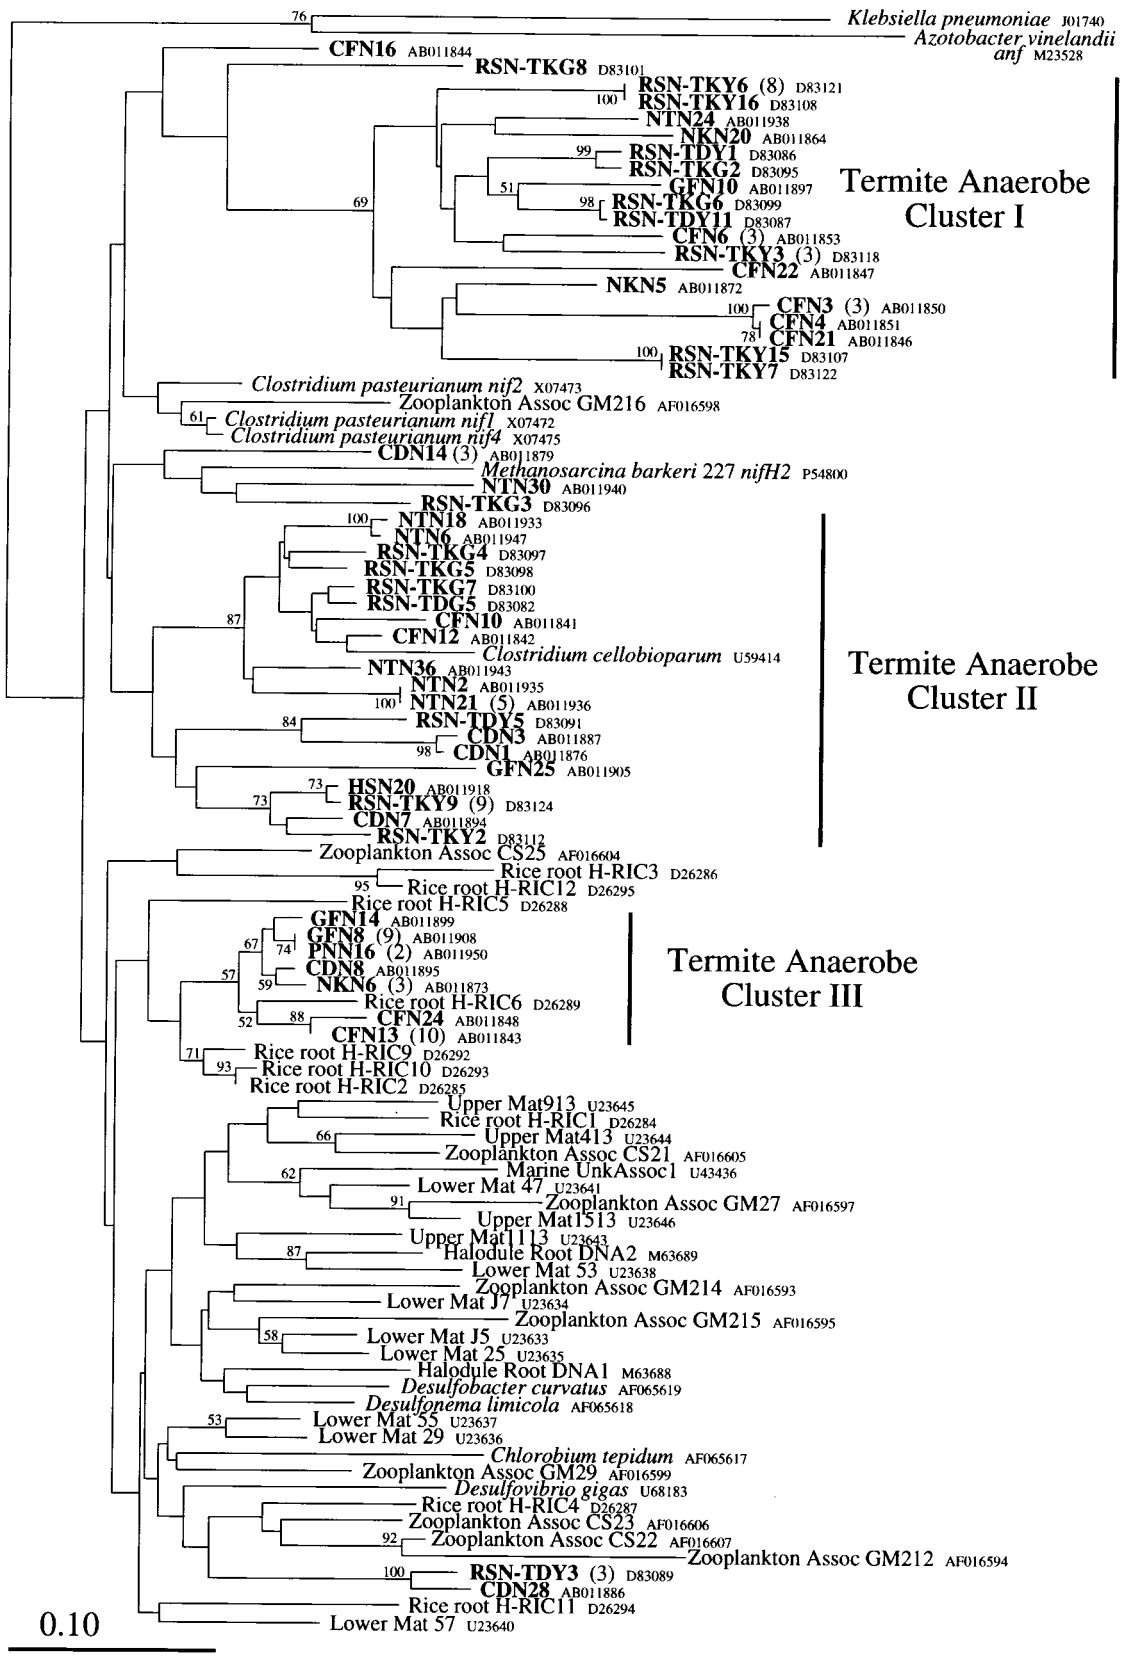 76
Klebsiella pneumoniae J01740
Azotobacter vinelandii
anf M23528
CFN16 AB011844
RSN-TKG8 D83101
RSN-TKY6 (8) D83121
100
RSN-TKY16 D83108
NTN24 AB011938
NKN20 AB011864
99
RSN-TDY1 D83086
RSN-TKG2 D83095
51
GFN10 AB011897
Termite Anaerobe
Cluster I
69
98
RSN-TKG6 D83099
RSN-TDY11 D83087
CFN6 (3) AB011853
RSN-TKY3 (3) D83118
CFN22 AB011847
NKN5 AB011872
100
CFN3 (3) AB011850
CFN4 AB011851
78
CFN21 AB011846
100
RSN-TKY15 D83107
RSN-TKY7 D83122
Clostridium pasteurianum nif2 X07473
Zooplankton Assoc GM216 AF016598
61
Clostridium pasteurianum nif1 X07472
Clostridium pasteurianum nif4 X07475
CDN14 (3) AB011879
Methanosarcina barkeri 227 nifH2 P54800
NTN30 AB011940
RSN-TKG3 D83096
100
NTN18 AB011933
NTN6 AB011947
RSN-TKG4 D83097
RSN-TKG5 D83098
RSN-TKG7 D83100
RSN-TDG5 D83082
87
CFN10 AB011841
CFN12 AB011842
Clostridium cellobioparum U59414
Termite Anaerobe
Cluster II
NTN36 AB011943
NTN2 AB011935
100
NTN21 (5) AB011936
84
RSN-TDY5 D83091
CDN3 AB011887
98
CDN1 AB011876
GFN25 AB011905
73
HSN20 AB011918
73
RSN-TKY9 (9) D83124
CDN7 AB011894
RSN-TKY2 D83112
Zooplankton Assoc CS25 AF016604
Rice root H-RIC3 D26286
95
Rice root H-RIC12 D26295
Rice root H-RIC5 D26288
GFN14 AB011899
67
GFN8 (9) AB011908
74
PNN16 (2) AB011950
57
CDN8 AB011895
59
NKN6 (3) AB011873
Termite Anaerobe
Cluster III
Rice root H-RIC6 D26289
52
88
CFN24 AB011848
CFN13 (10) AB011843
71
Rice root H-RIC9 D26292
93
Rice root H-RIC10 D26293
Rice root H-RIC2 D26285
Upper Mat913 U23645
Rice root H-RIC1 D26284
66
Upper Mat413 U23644
Zooplankton Assoc CS21 AF016605
62
Marine UnkAssoc1 U43436
Lower Mat 47 U23641
91
Zooplankton Assoc GM27 AF016597
Upper Mat1513 U23646
Upper Mat1113 U23643
87
Halodule Root DNA2 M63689
Lower Mat 53 U23638
Zooplankton Assoc GM214 AF016593
Lower Mat J7 U23634
Zooplankton Assoc GM215 AF016595
58
Lower Mat J5 U23633
Lower Mat 25 U23635
Halodule Root DNA1 M63688
Desulfobacter curvatus AF065619
Desulfonema limicola AF065618
53
Lower Mat 55 U23637
Lower Mat 29 U23636
Chlorobium tepidum AF065617
Zooplankton Assoc GM29 AF016599
Desulfovibrio gigas U68183
Rice root H-RIC4 D26287
Zooplankton Assoc CS23 AF016606
92
Zooplankton Assoc CS22 AF016607
Zooplankton Assoc GM212 AF016594
100
RSN-TDY3 (3) D83089
CDN28 AB011886
Rice root H-RIC11 D26294
Lower Mat 57 U23640
0.10